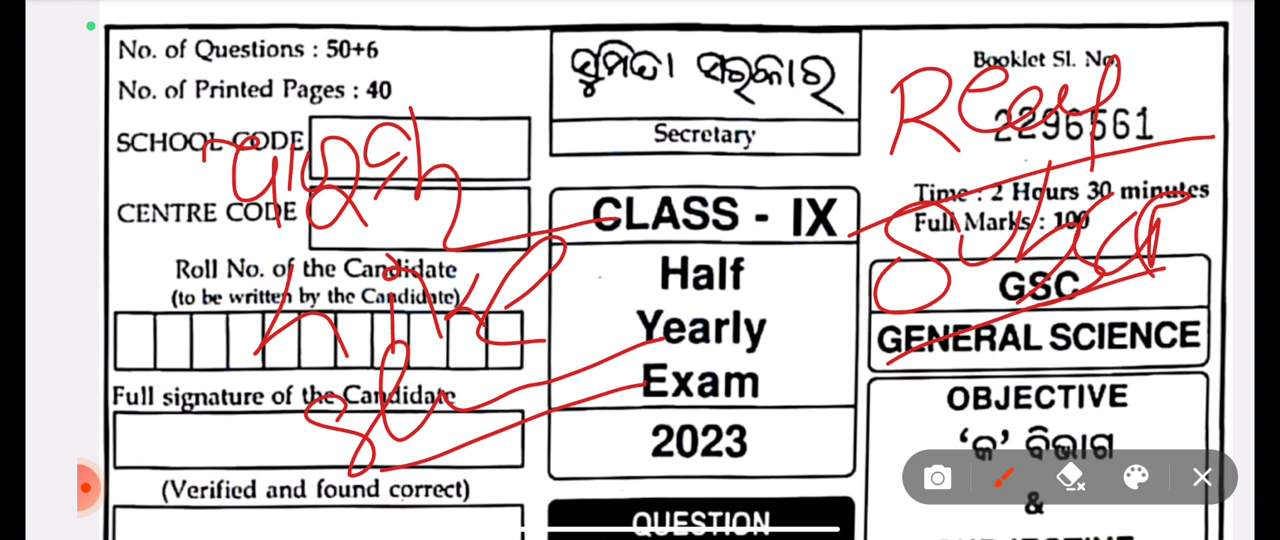 No. of Questions : 50+6
No. of Printed Pages : 40
SCHOOL CODE
CENTRE CODE
Roll No. of the Candidate
(to be written by the Candidate)
Full signature of the Candidate
(Verified and found correct)
ସୁମିତ୍ରା ସରକାର
Secretary
CLASS - IX
Half
Yearly
Exam
2023
QUESTION
Booklet Sl. No.
2296561
Time : 2 Hours 30 minutes
Full Marks : 100
GSC
GENERAL SCIENCE
OBJECTIVE
‘କ’ ବିଭାଗ
&
SUBJECTIVE